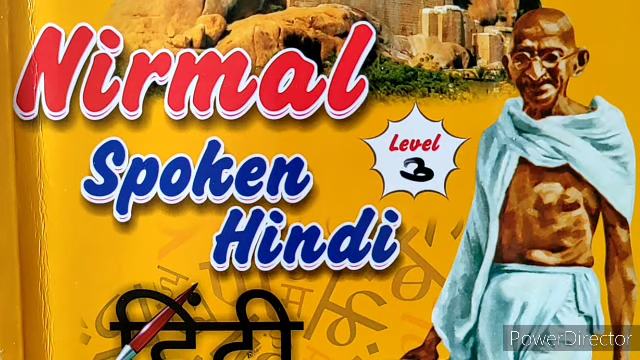 Nirmal
Level
3
Spoken
Hindi
हिंदी
PowerDirector